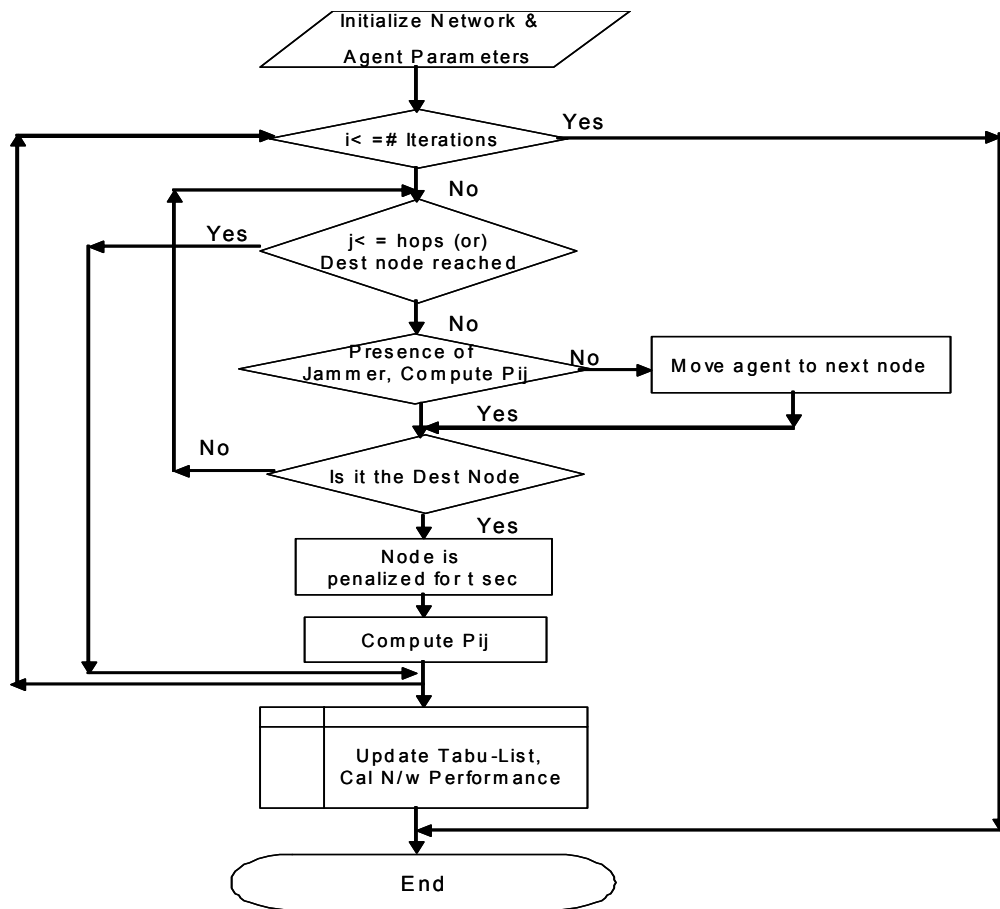 Initialize Network &
Agent Parameters
i< =# Iterations
Yes
No
Yes
j< = hops (or)
Dest node reached
No
Presence of
Jammer, Compute Pij
No
Move agent to next node
Yes
No
Is it the Dest Node
Yes
Node is
penalized for t sec
Compute Pij
Update Tabu-List,
Cal N/w Performance
End